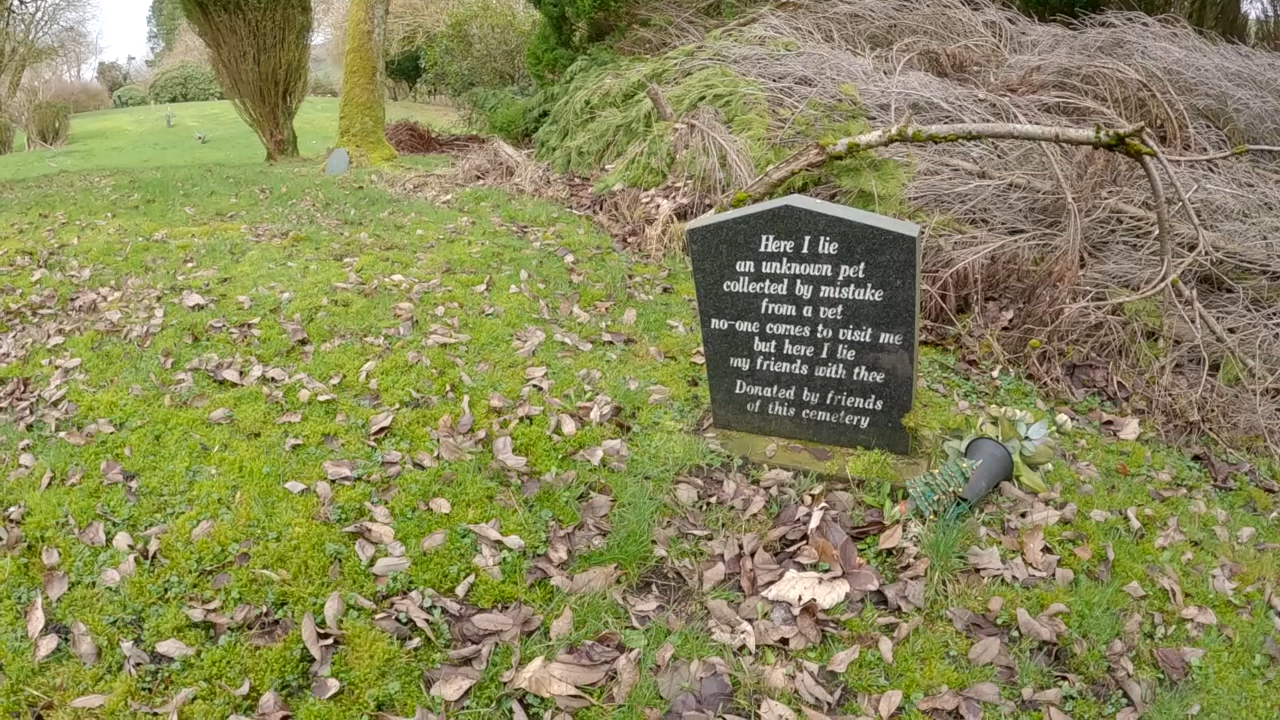 Here I lie
an unknown pet
collected by mistake
from a vet
no-one comes to visit me
but here I lie
my friends with thee
Donated by friends
of this cemetery